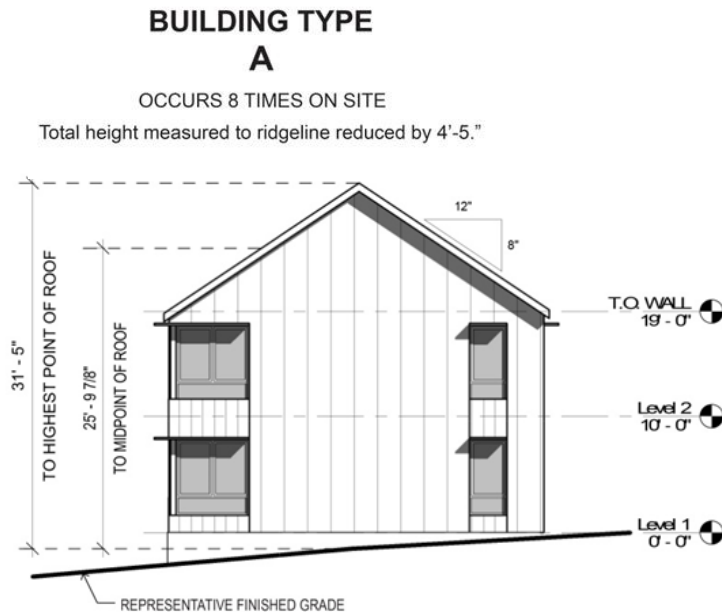 BUILDING TYPE
A
OCCURS 8 TIMES ON SITE
Total height measured to ridgeline reduced by 4'-5."
12"
8"
31' - 5"
TO HIGHEST POINT OF ROOF
25' - 9 7/8"
TO MIDPOINT OF ROOF
T.O. WALL
19' - 0"
Level 2
10' - 0"
Level 1
0' - 0"
REPRESENTATIVE FINISHED GRADE